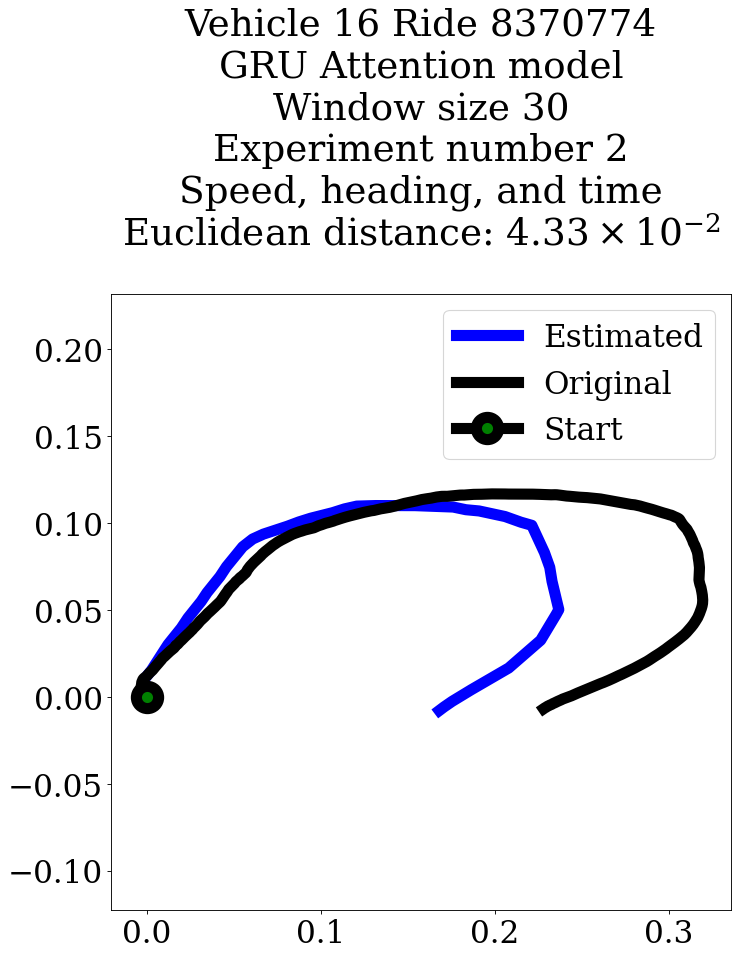 Vehicle 16 Ride 8370774
GRU Attention model
Window size 30
Experiment number 2
Speed, heading, and time
Euclidean distance: 4.33 × 10⁻²
Estimated
Original
Start
0.20
0.15
0.10
0.05
0.00
−0.05
−0.10
0.0 0.1 0.2 0.3